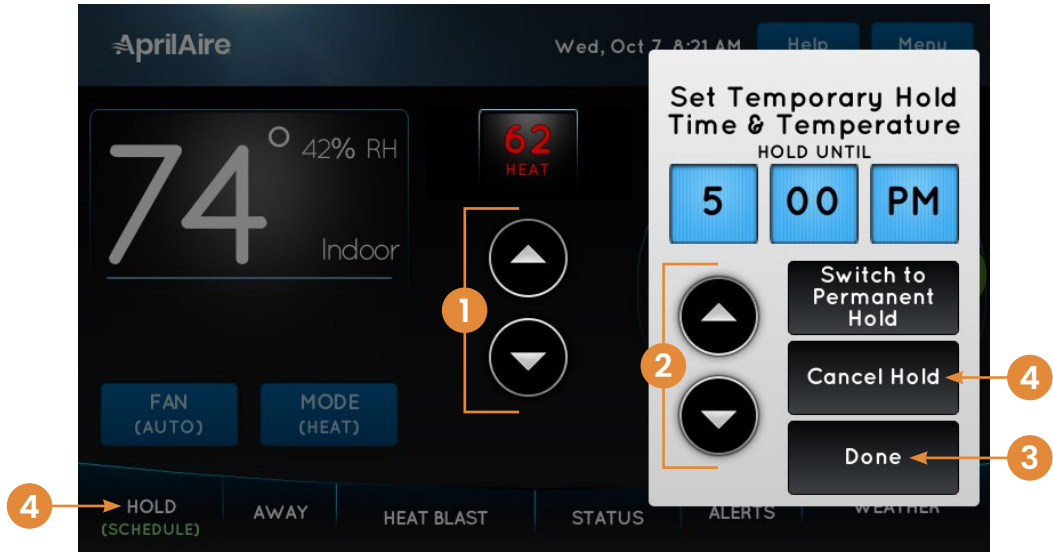 AprilAire
Wed, Oct 7, 8:21 AM
Help
Menu
74° 42% RH
Indoor
62
HEAT
1
FAN
(AUTO)
MODE
(HEAT)
Set Temporary Hold
Time & Temperature
HOLD UNTIL
5 00 PM
2
Switch to
Permanent
Hold
Cancel Hold
4
Done
3
4
HOLD
(SCHEDULE)
AWAY
HEAT BLAST
STATUS
ALERTS
WEATHER